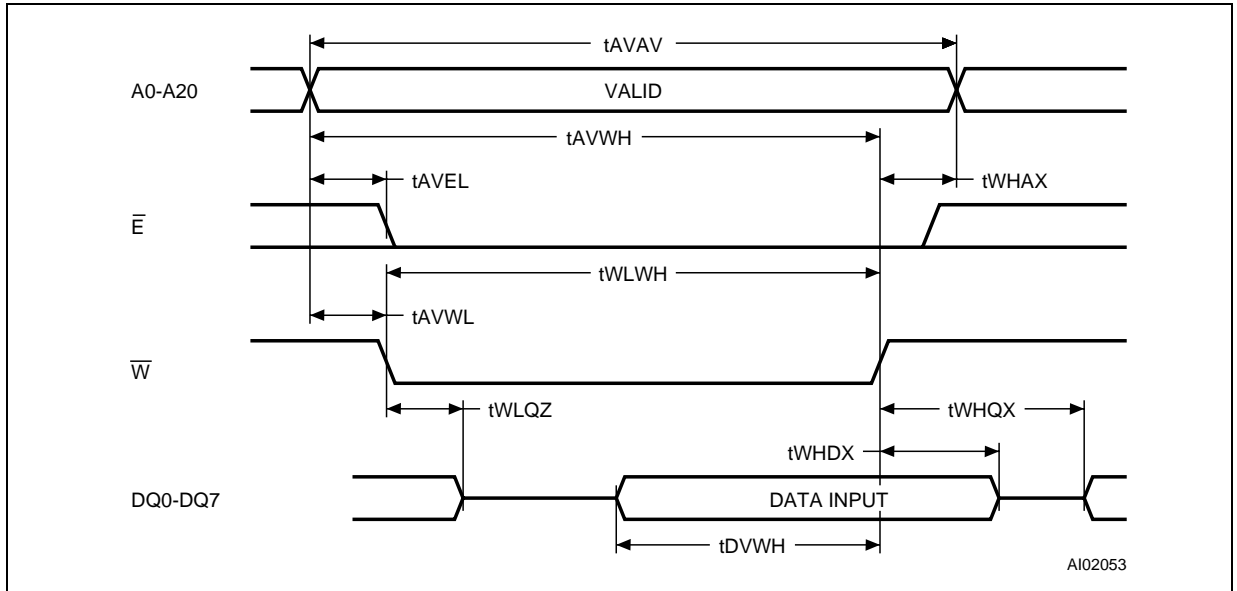 tAVAV
A0-A20
VALID
tAVWH
tAVEL
tWHAX
E̅
tWLWH
tAVWL
W̅
tWLQZ
tWHQX
tWHDX
DQ0-DQ7
DATA INPUT
tDVWH
AI02053